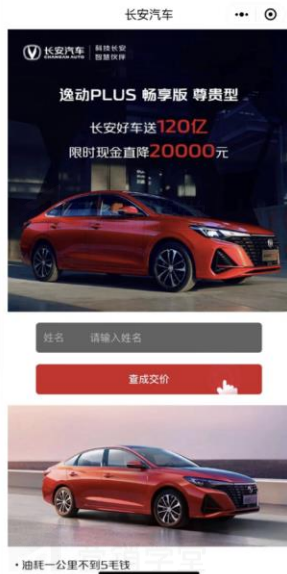 长安汽车
长安汽车 科技长安
CHANGAN AUTO 智慧伙伴
逸动PLUS 畅享版 尊贵型
长安好车送120亿
限时现金直降20000元
姓名 请输入姓名
查成交价
·油耗一公里不到5毛钱